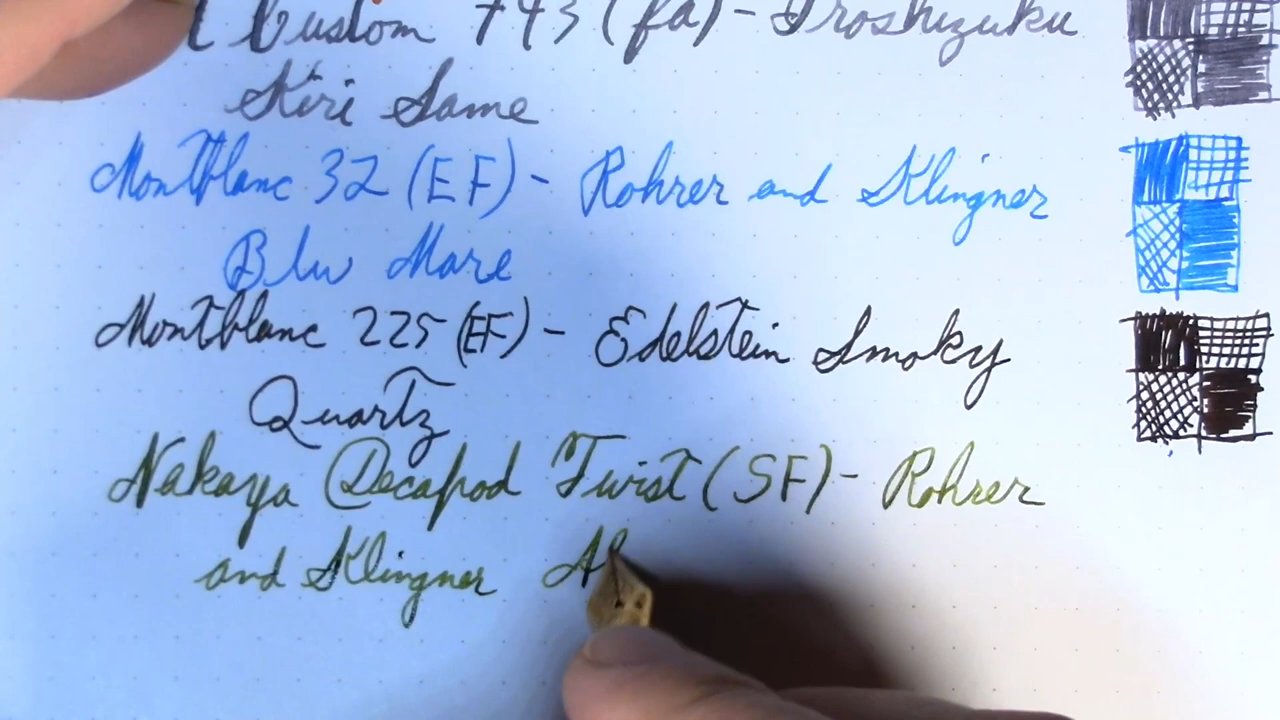 Custom 743 (fa) - Iroshizuku
Kiri Same
Montblanc 32 (EF) - Rohrer and Klingner
Blu Mare
Montblanc 225 (EF) - Edelstein Smoky
Quartz
Nakaya Decapod Twist (SF) - Rohrer
and Klingner